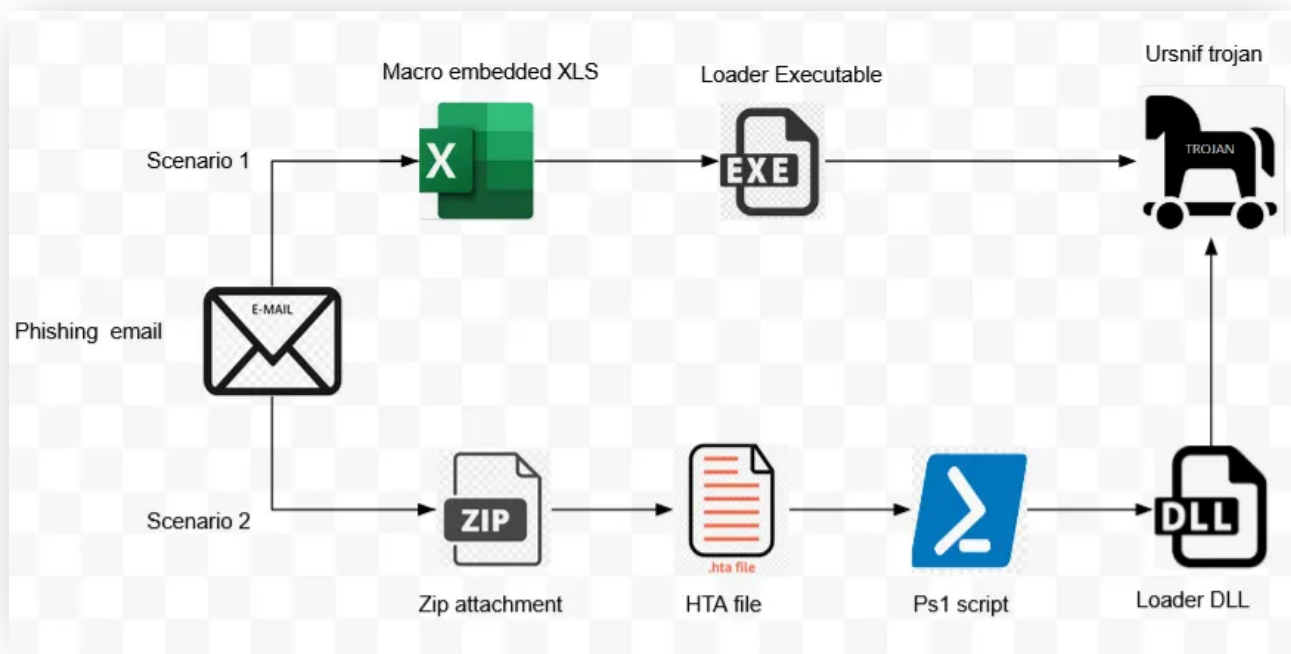 Ursnif trojan
Macro embedded XLS
Loader Executable
Scenario 1
X
EXE
TROJAN
E-MAIL
Phishing email
Scenario 2
ZIP
.hta file
DLL
Zip attachment
HTA file
Ps1 script
Loader DLL